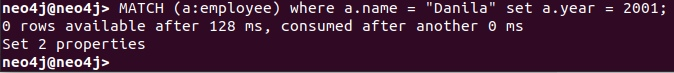 neo4j@neo4j> MATCH (a:employee) where a.name = "Danila" set a.year = 2001;
0 rows available after 128 ms, consumed after another 0 ms
Set 2 properties
neo4j@neo4j>